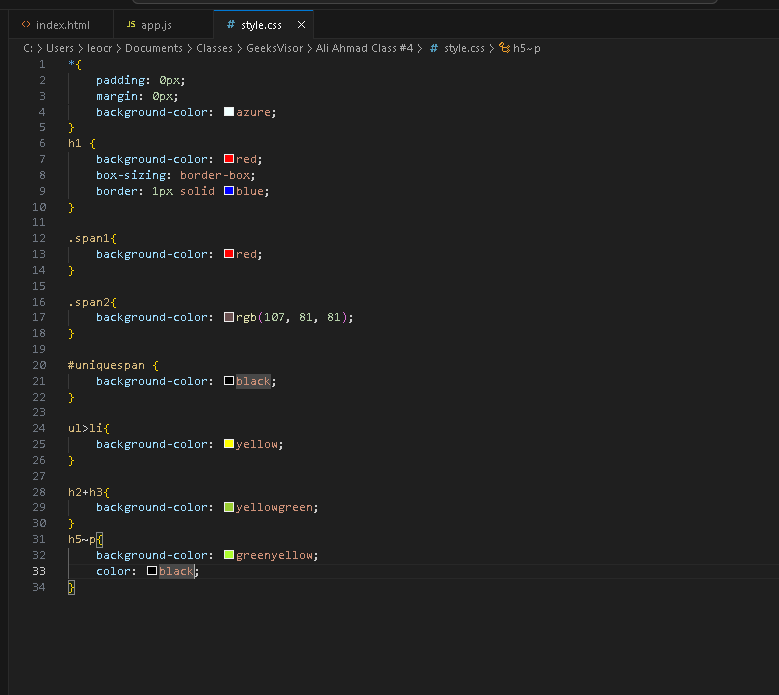 index.html JS app.js # style.css
C: > Users > leocr > Documents > Classes > GeeksVisor > Ali Ahmad Class #4 > # style.css > h5~p
1 *{
2 padding: 0px;
3 margin: 0px;
4 background-color: azure;
5 }
6 h1 {
7 background-color: red;
8 box-sizing: border-box;
9 border: 1px solid blue;
10 }
11
12 .span1{
13 background-color: red;
14 }
15
16 .span2{
17 background-color: rgb(107, 81, 81);
18 }
19
20 #uniquespan {
21 background-color: black;
22 }
23
24 ul>li{
25 background-color: yellow;
26 }
27
28 h2+h3{
29 background-color: yellowgreen;
30 }
31 h5~p{
32 background-color: greenyellow;
33 color: black;
34 }